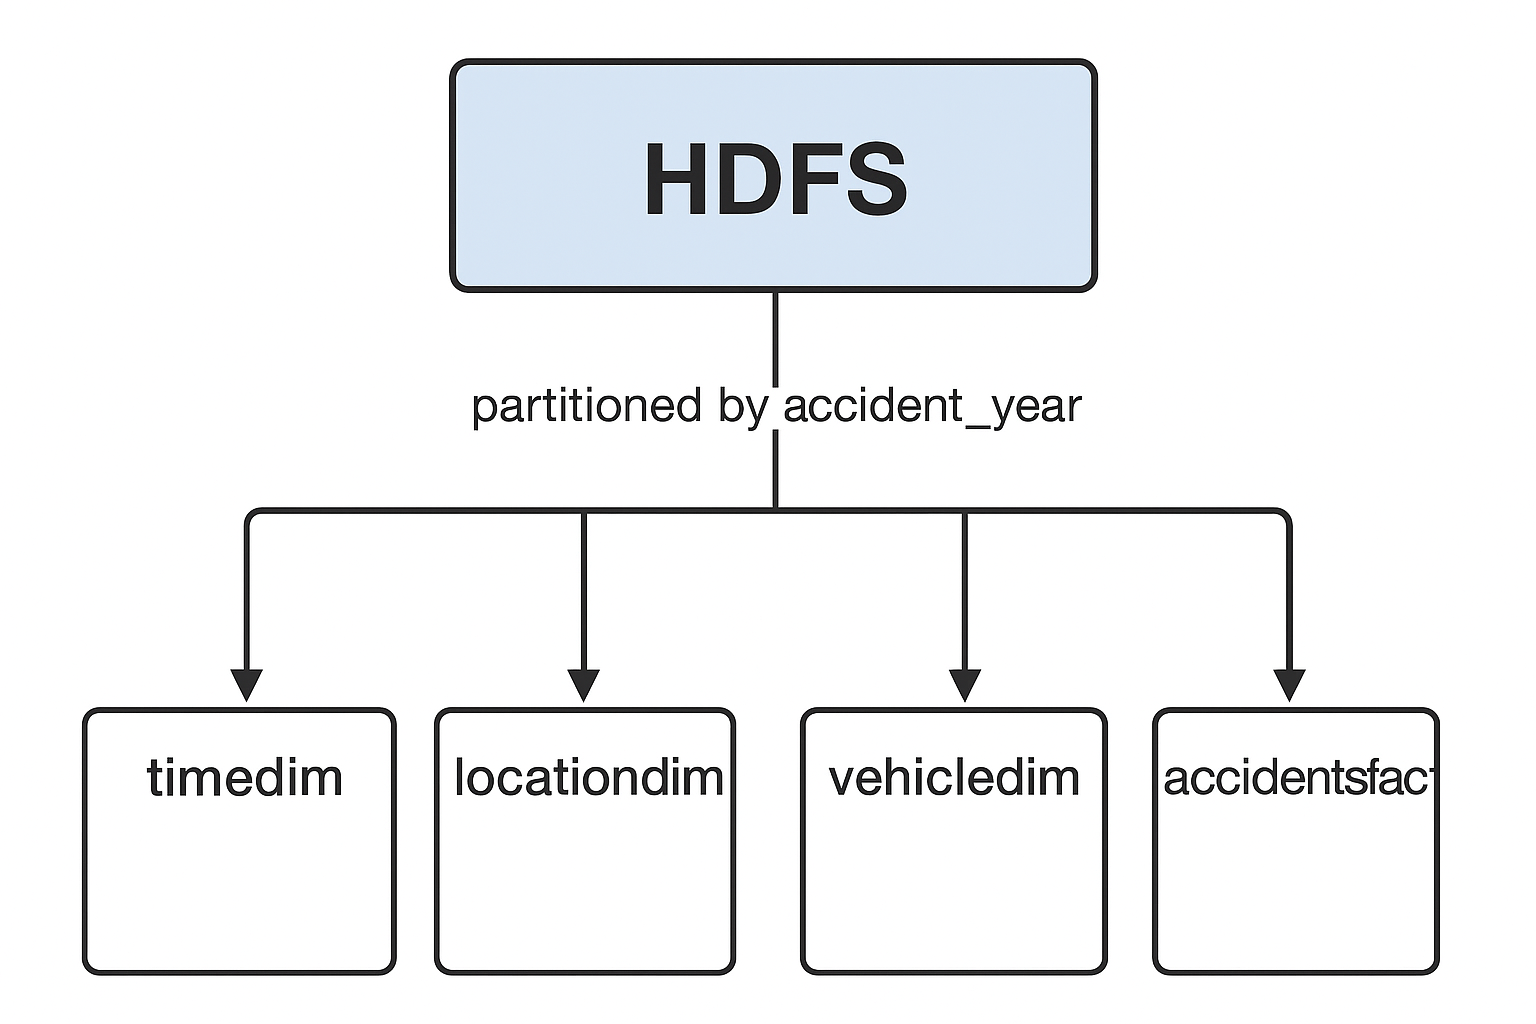 HDFS
partitioned by accident_year
timedim
locationdim
vehicledim
accidentsfact